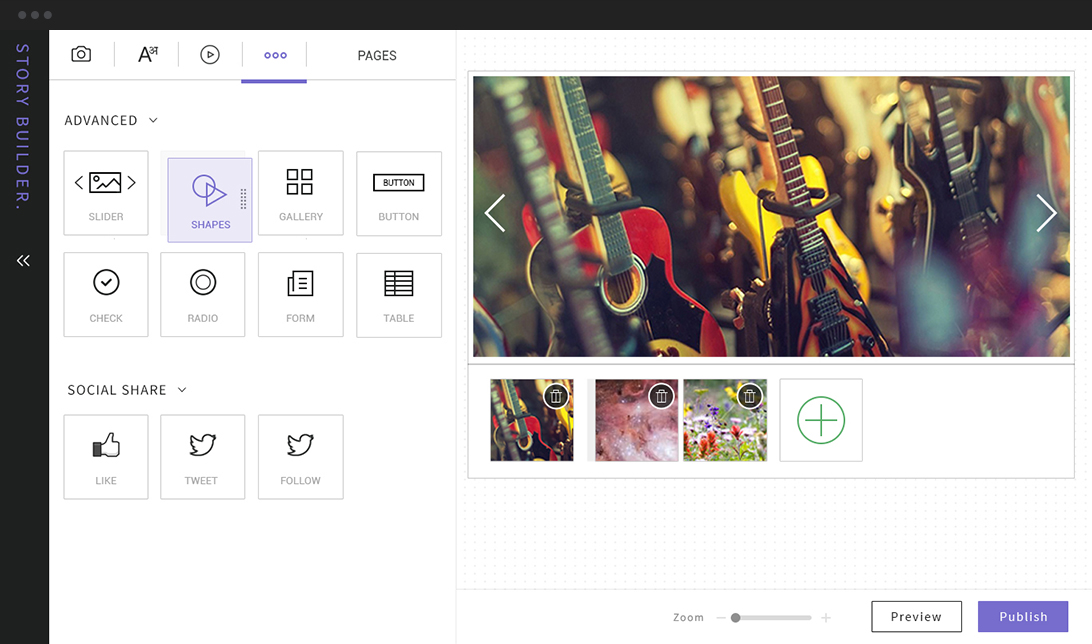 STORY BUILDER.
Aअ
PAGES
ADVANCED
SLIDER
SHAPES
GALLERY
BUTTON
BUTTON
CHECK
RADIO
FORM
TABLE
SOCIAL SHARE
LIKE
TWEET
FOLLOW
Zoom
Preview
Publish